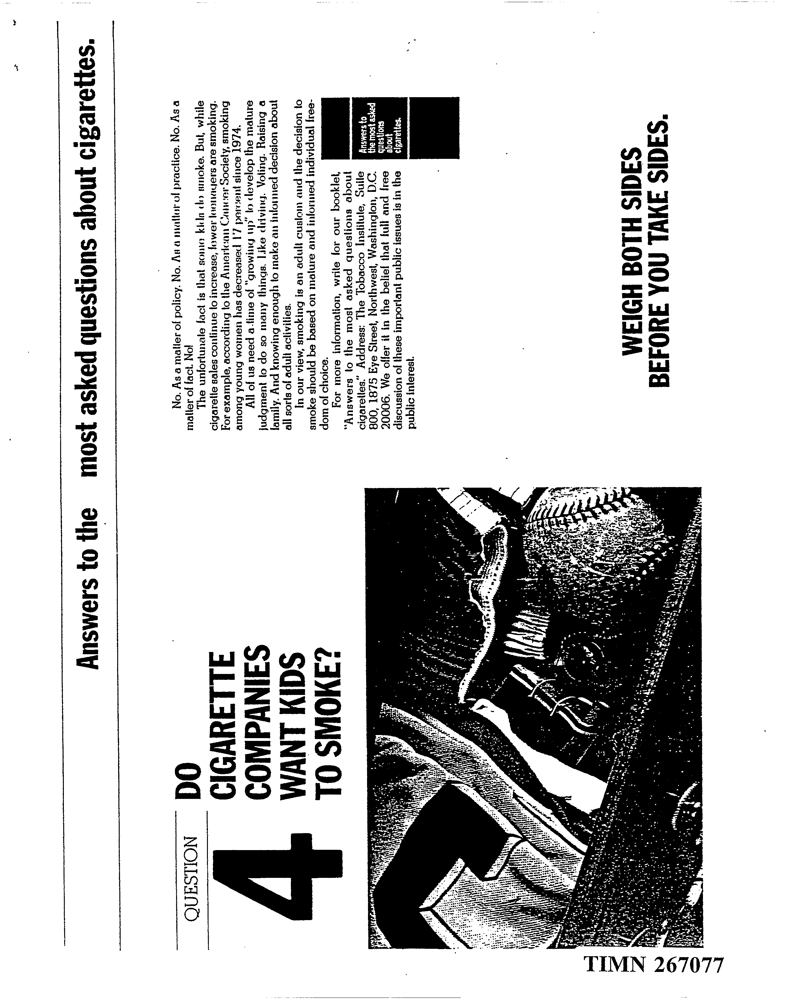 Answers to the most asked questions about cigarettes.
QUESTION
4
DO
CIGARETTE
COMPANIES
WANT KIDS
TO SMOKE?
No. As a matter of policy. No. As a matter of practice. No. As a
matter of fact. No!
The unfortunate fact is that some kids do smoke. But, while
cigarette sales continue to increase, fewer teenagers are smoking.
For example, according to the American Cancer Society, smoking
among young women has decreased 17 percent since 1974.
All of us need a time of "growing up" to develop the mature
judgment to do so many things. Like driving. Voting. Raising a
family. And knowing enough to make an informed decision about
all sorts of adult activities.
In our view, smoking is an adult custom and the decision to
smoke should be based on mature and informed individual free-
dom of choice.
For more information, write for our booklet,
"Answers to the most asked questions about
cigarettes." Address: The Tobacco Institute, Suite
800, 1875 Eye Street, Northwest, Washington, D.C.
20006. We offer it in the belief that full and free
discussion of these important public issues is in the
public interest.
Answers to
the most asked
questions
about
cigarettes.
WEIGH BOTH SIDES
BEFORE YOU TAKE SIDES.
TIMN 267077